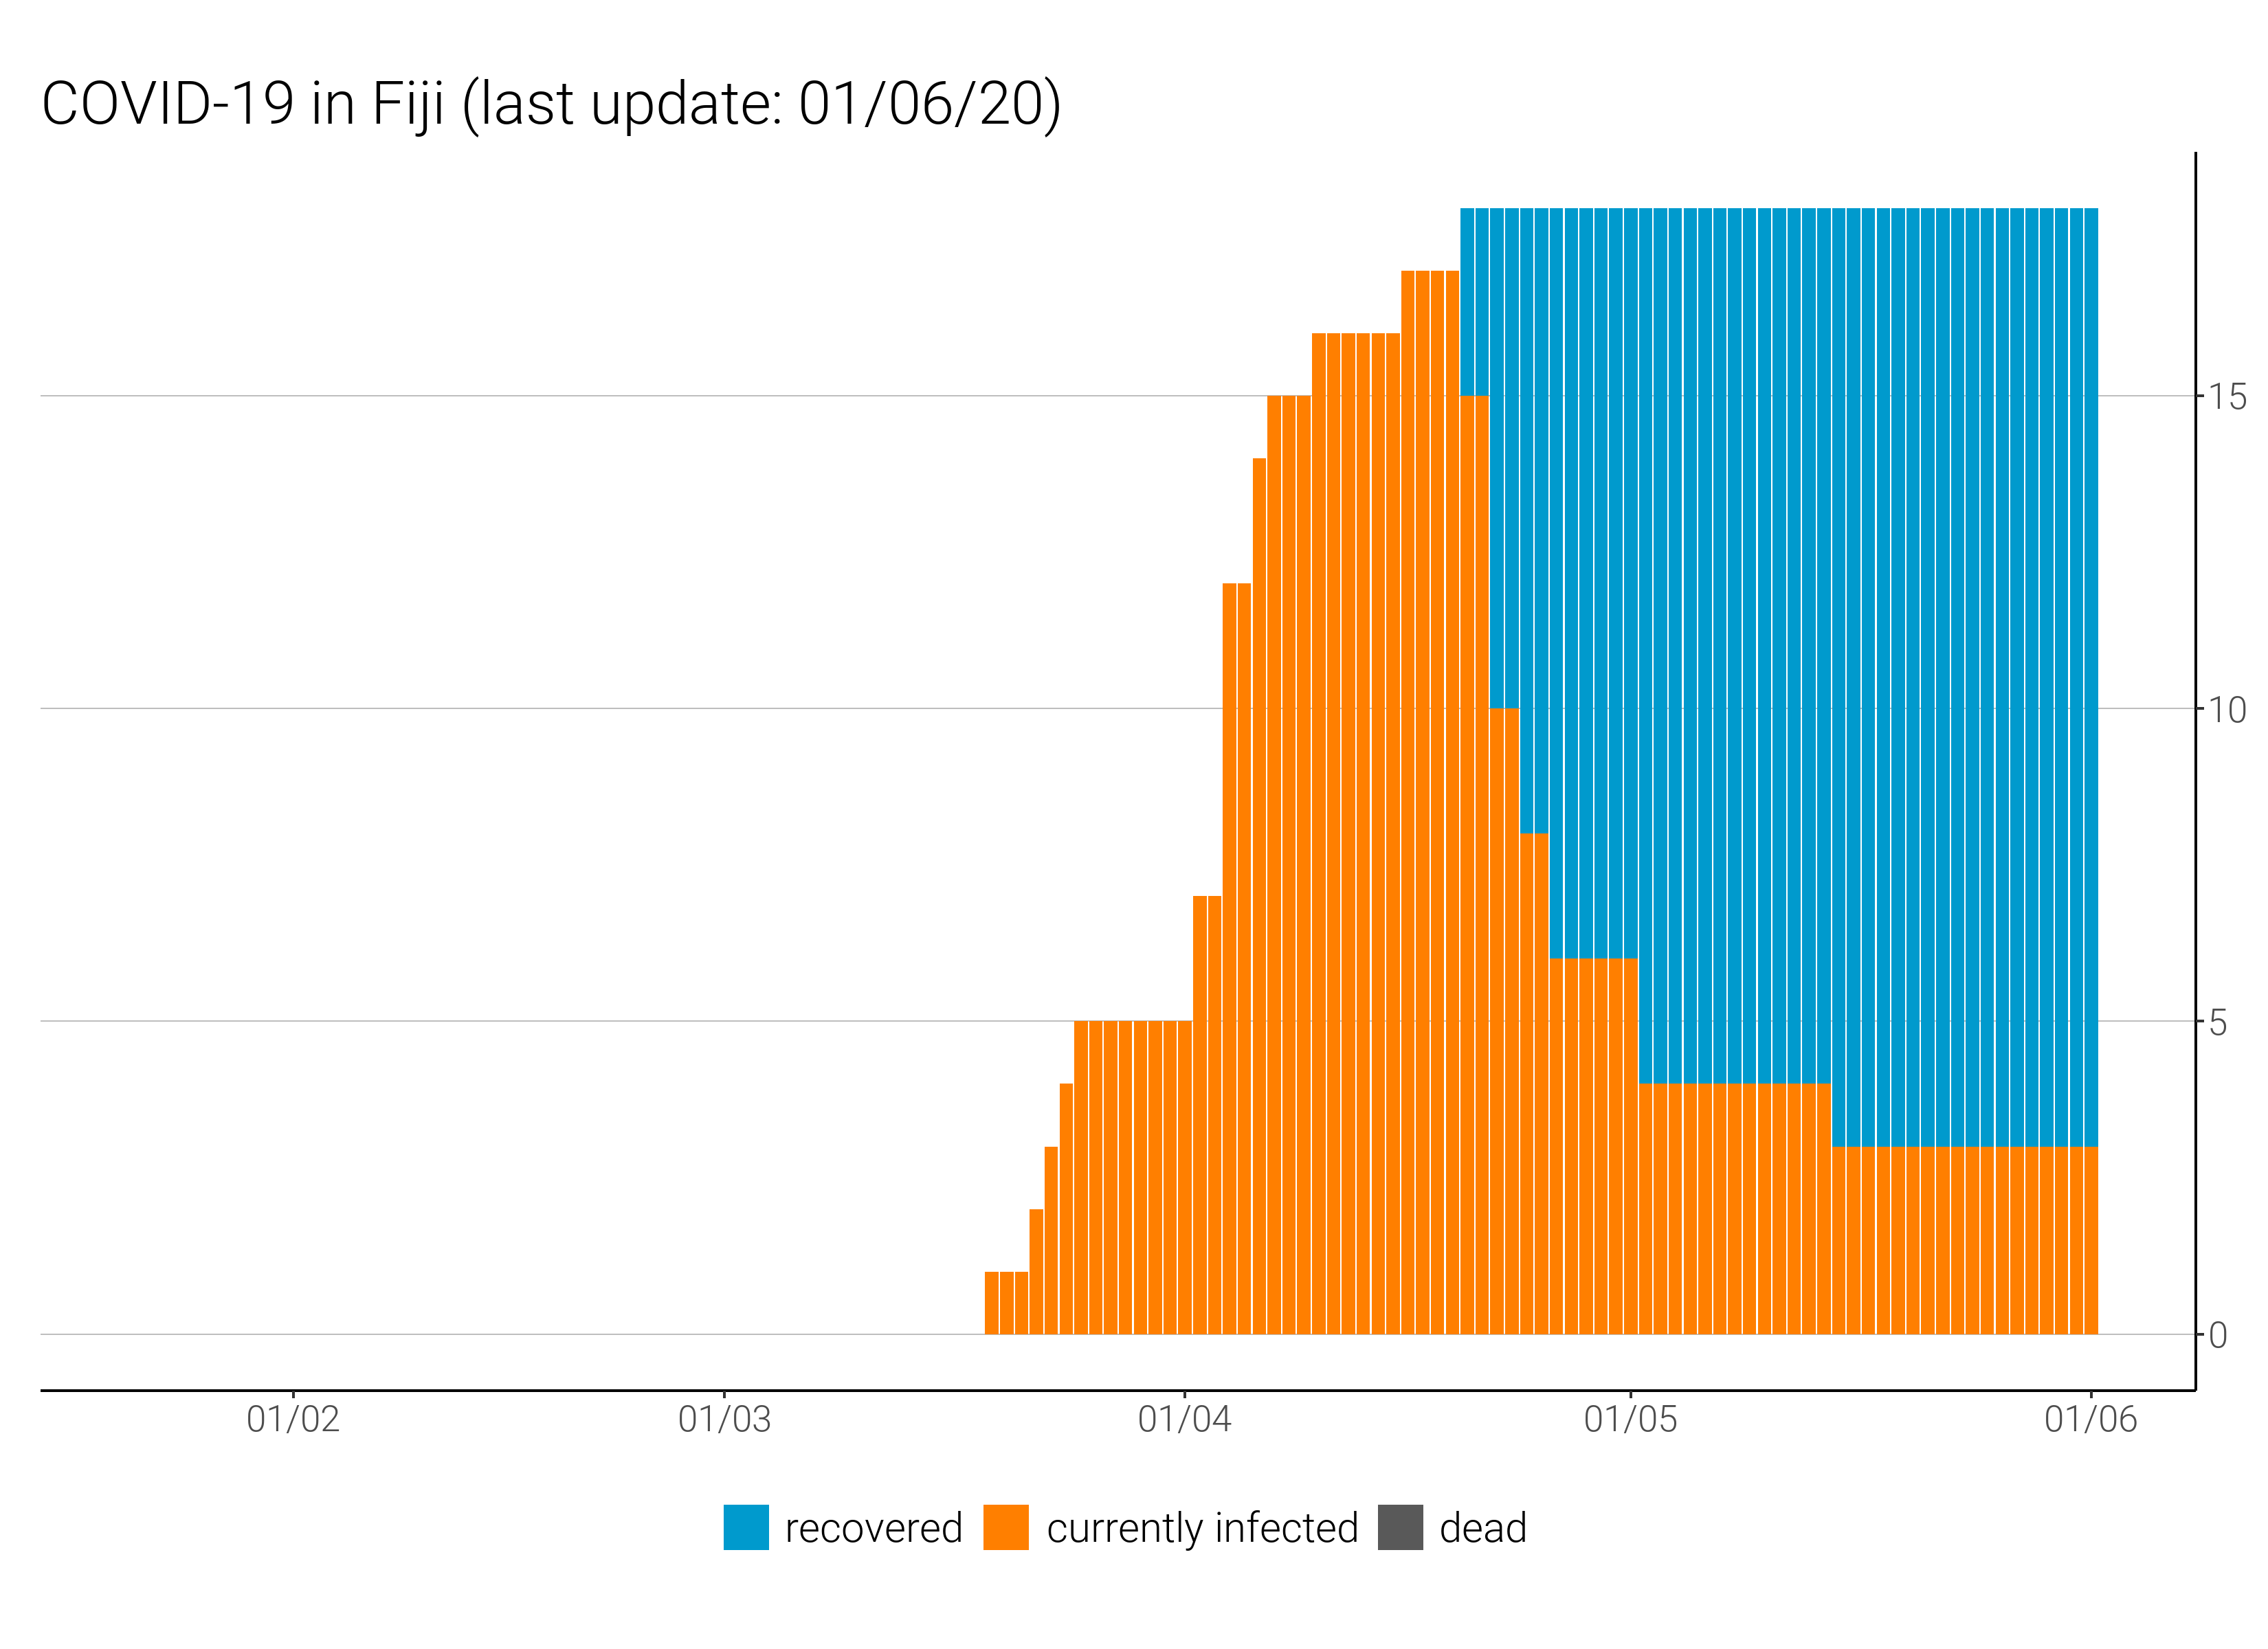 COVID-19 in Fiji (last update: 01/06/20)
15
10
5
0
01/02 01/03 01/04 01/05 01/06
recovered currently infected dead